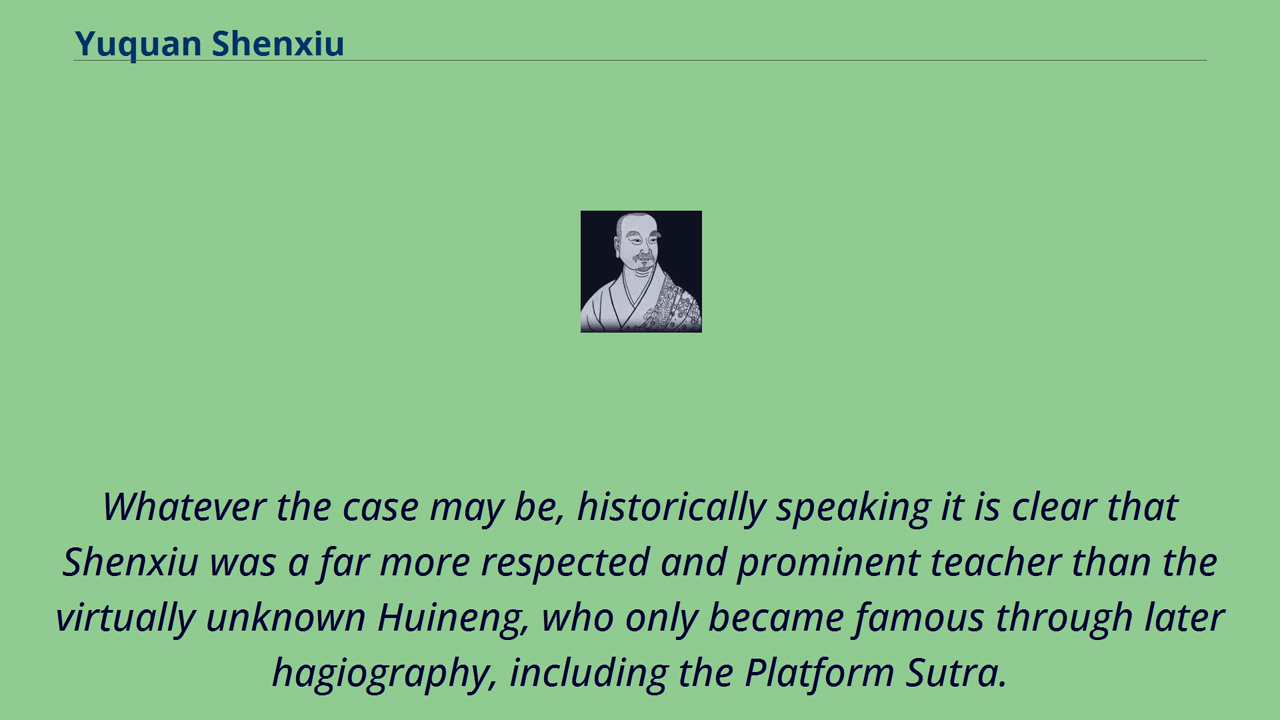 Yuquan Shenxiu
Whatever the case may be, historically speaking it is clear that
Shenxiu was a far more respected and prominent teacher than the
virtually unknown Huineng, who only became famous through later
hagiography, including the Platform Sutra.